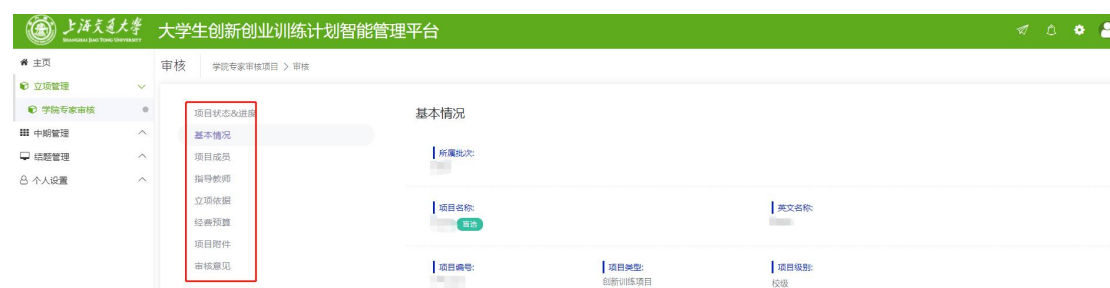 上海交通大学 大学生创新创业训练计划智能管理平台
SHANGHAI JIAO TONG UNIVERSITY
主页
立项管理
学院专家审核
中期管理
结题管理
个人设置
审核 学院专家审核项目 > 审核
项目状态&进度
基本情况
项目成员
指导教师
立项依据
经费预算
项目附件
审核意见
基本情况
所属批次:
项目名称: 英文名称:
项目编号: 项目类型: 项目级别:
创新训练项目 校级